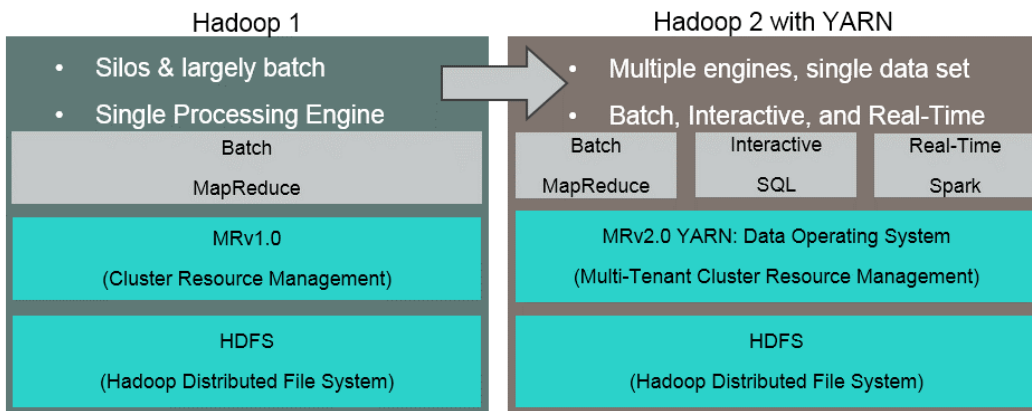 Hadoop 1
• Silos & largely batch
• Single Processing Engine
Batch
MapReduce
MRv1.0
(Cluster Resource Management)
HDFS
(Hadoop Distributed File System)
Hadoop 2 with YARN
• Multiple engines, single data set
• Batch, Interactive, and Real-Time
Batch
MapReduce
Interactive
SQL
Real-Time
Spark
MRv2.0 YARN: Data Operating System
(Multi-Tenant Cluster Resource Management)
HDFS
(Hadoop Distributed File System)